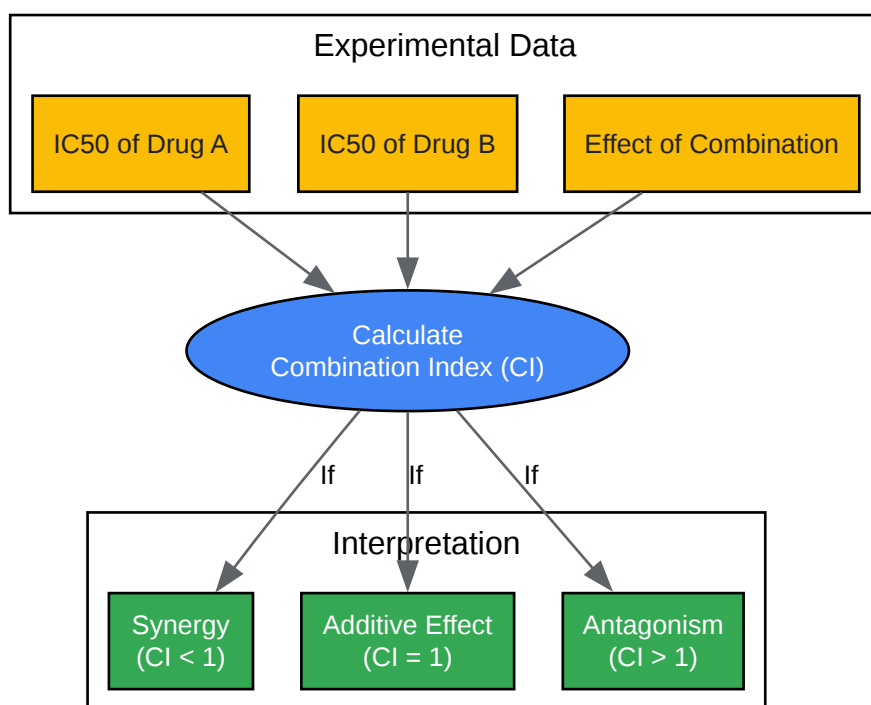 Experimental Data
IC50 of Drug A
IC50 of Drug B
Effect of Combination
Calculate
Combination Index (CI)
If
If
If
Interpretation
Synergy
(CI < 1)
Additive Effect
(CI = 1)
Antagonism
(CI > 1)